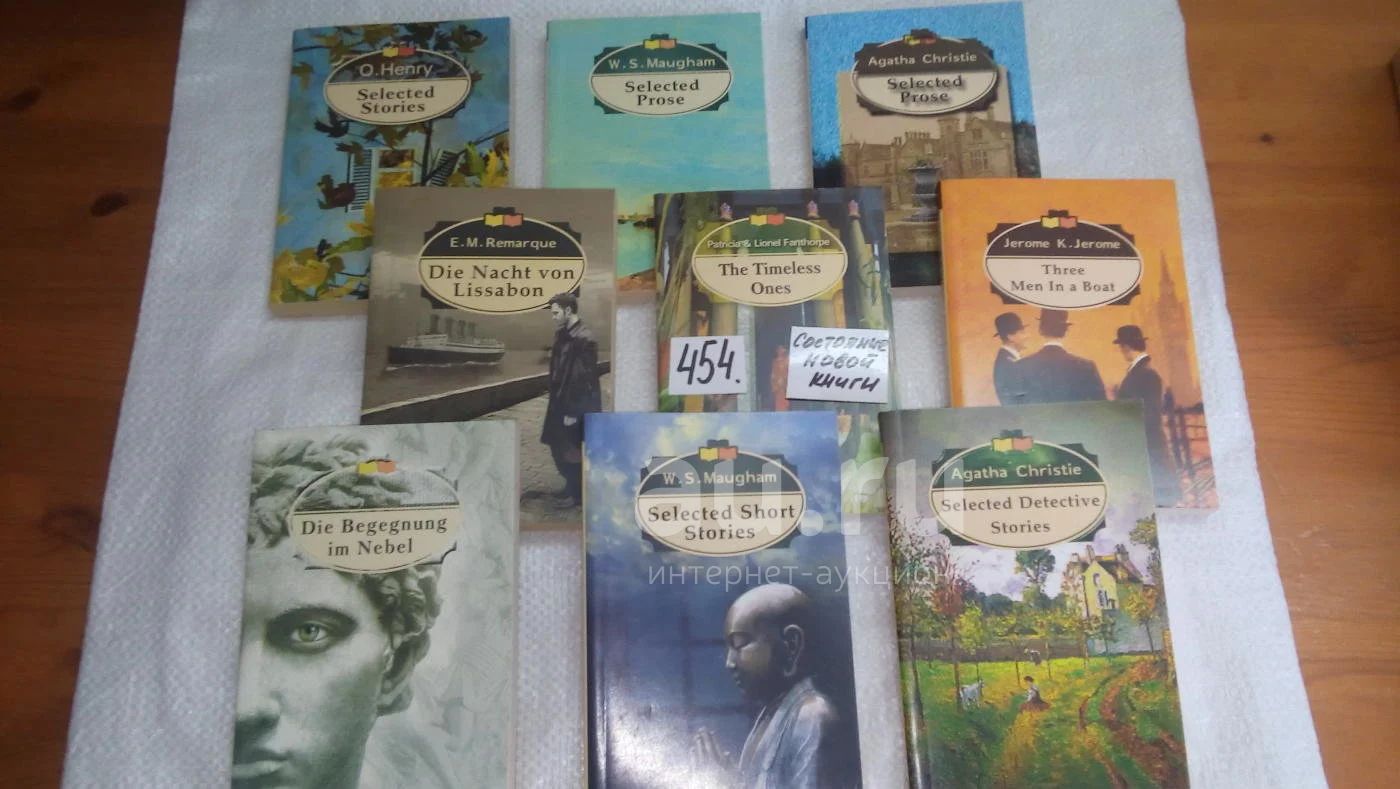 O.Henry
Selected
Stories
W.S.Maugham
Selected
Prose
Agatha Christie
Selected
Prose
E.M.Remarque
Die Nacht von
Lissabon
Patricia & Lionel Fanthorpe
The Timeless
Ones
454.
Состояние
новой
книги
Jerome K.Jerome
Three
Men In a Boat
Die Begegnung
im Nebel
W.S.Maugham
Selected Short
Stories
Agatha Christie
Selected Detective
Stories
au.ru
интернет-аукцион